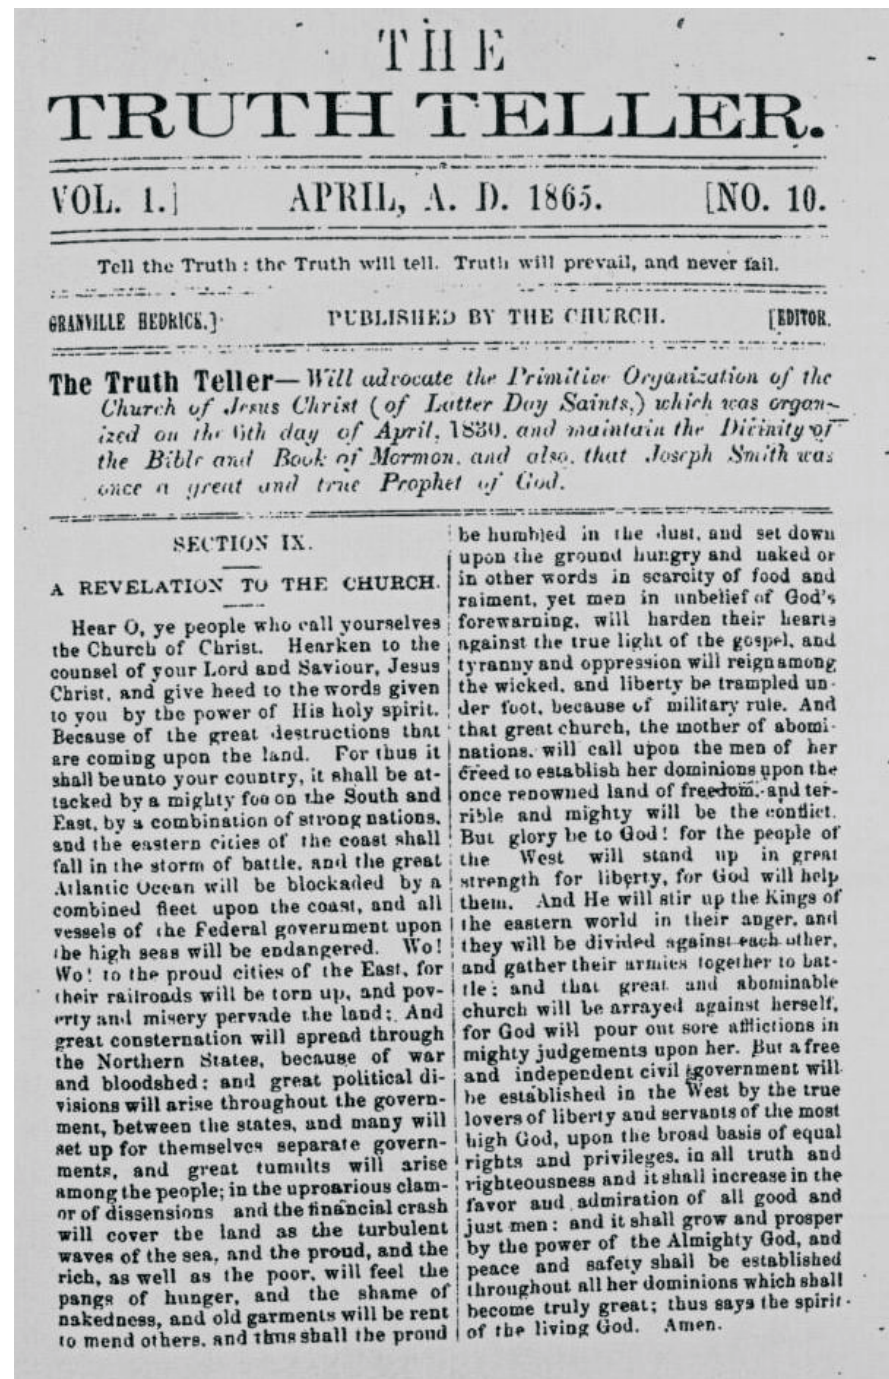 THE
TRUTH TELLER.
VOL. 1.] APRIL, A. D. 1865. [NO. 10.
Tell the Truth : the Truth will tell. Truth will prevail, and never fail.
GRANVILLE HEDRICK.] PUBLISHED BY THE CHURCH. [EDITOR.
The Truth Teller—Will advocate the Primitive Organization of the
Church of Jesus Christ (of Latter Day Saints,) which was organ-
ized on the 6th day of April, 1830, and maintain the Divinity of
the Bible and Book of Mormon, and also, that Joseph Smith was
once a great and true Prophet of God.
SECTION IX.
A REVELATION TO THE CHURCH.
Hear O, ye people who call yourselves
the Church of Christ. Hearken to the
counsel of your Lord and Saviour, Jesus
Christ, and give heed to the words given
to you by the power of His holy spirit.
Because of the great destructions that
are coming upon the land. For thus it
shall be unto your country, it shall be at-
tacked by a mighty foe on the South and
East, by a combination of strong nations,
and the eastern cities of the coast shall
fall in the storm of battle, and the great
Atlantic Ocean will be blockaded by a
combined fleet upon the coast, and all
vessels of the Federal goverument upon
the high seas will be endangered. Wo!
Wo! to the proud cities of the East, for
their railroads will be torn up, and pov-
erty and misery pervade the land; And
great consternation will spread through
the Northern States, because of war
and bloodshed: and great political di-
visions will arise throughout the govern-
ment, between the states, and many will
set up for themselves separate govern-
ments, and great tumults will arise
among the people; in the uproarious clam-
or of dissensions and the financial crash
will cover the land as the turbulent
waves of the sea, and the proud, and the
rich, as well as the poor, will feel the
pangs of hunger, and the shame of
nakedness, and old garments will be rent
to mend others, and thus shall the proud
be humbled in the dust, and set down
upon the ground hungry and naked or
in other words in scarcity of food and
raiment, yet men in unbelief of God's
forewarning, will harden their hearts
against the true light of the gospel, and
tyranny and oppression will reign among
the wicked, and liberty be trampled un-
der foot, because of military rule. And
that great church, the mother of abomi-
nations, will call upon the men of her
creed to establish her dominions upon the
once renowned land of freedom, and ter-
rible and mighty will be the conflict.
But glory be to God! for the people of
the West will stand up in great
strength for liberty, for God will help
them. And He will stir up the Kings of
the eastern world in their anger, and
they will be divided against each other,
and gather their armies together to bat-
tle; and that great and abominable
church will be arrayed against herself,
for God will pour out sore afflictions in
mighty judgements upon her. But a free
and independent civil government will
be established in the West by the true
lovers of liberty and servants of the most
high God, upon the broad basis of equal
rights and privileges, in all truth and
righteousness and it shall increase in the
favor and admiration of all good and
just men: and it shall grow and prosper
by the power of the Almighty God, and
peace and safety shall be established
throughout all her dominions which shall
become truly great; thus says the spirit
of the living God. Amen.